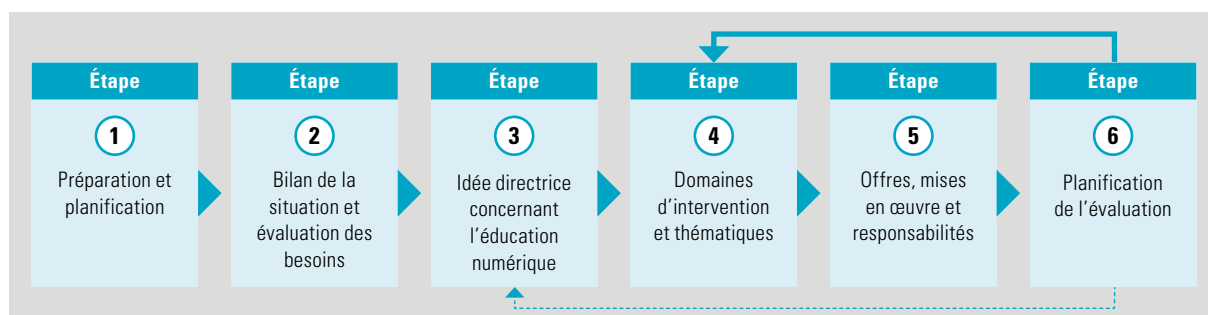 Étape
1
Préparation et
planification
Étape
2
Bilan de la
situation et
évaluation des
besoins
Étape
3
Idée directrice
concernant
l'éducation
numérique
Étape
4
Domaines
d'intervention
et thématiques
Étape
5
Offres, mises
en œuvre et
responsabilités
Étape
6
Planification
de l'évaluation